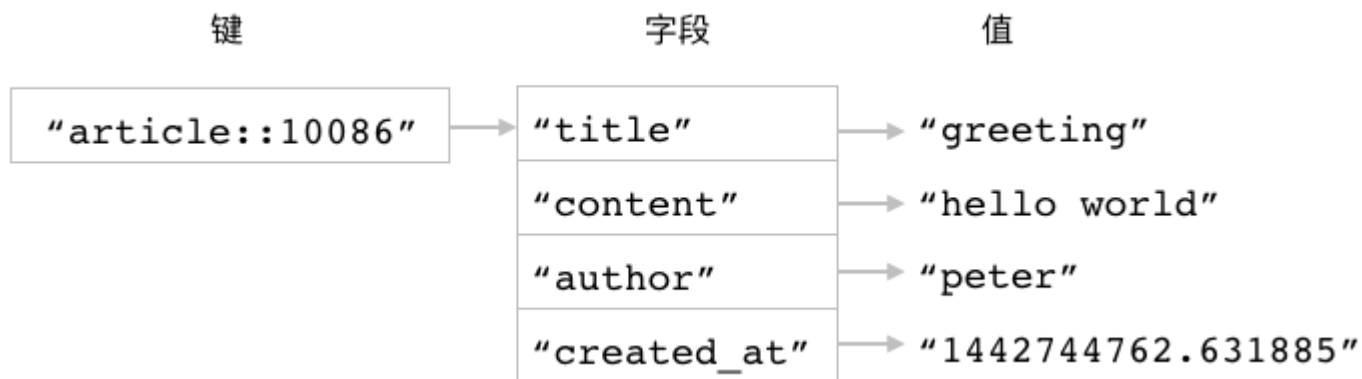 键 字段 值
“article::10086” “title” “greeting”
“content” “hello world”
“author” “peter”
“created_at” “1442744762.631885”